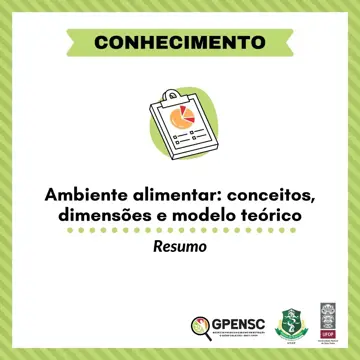 CONHECIMENTO
Ambiente alimentar: conceitos,
dimensões e modelo teórico
Resumo
GPENSC
UFOP